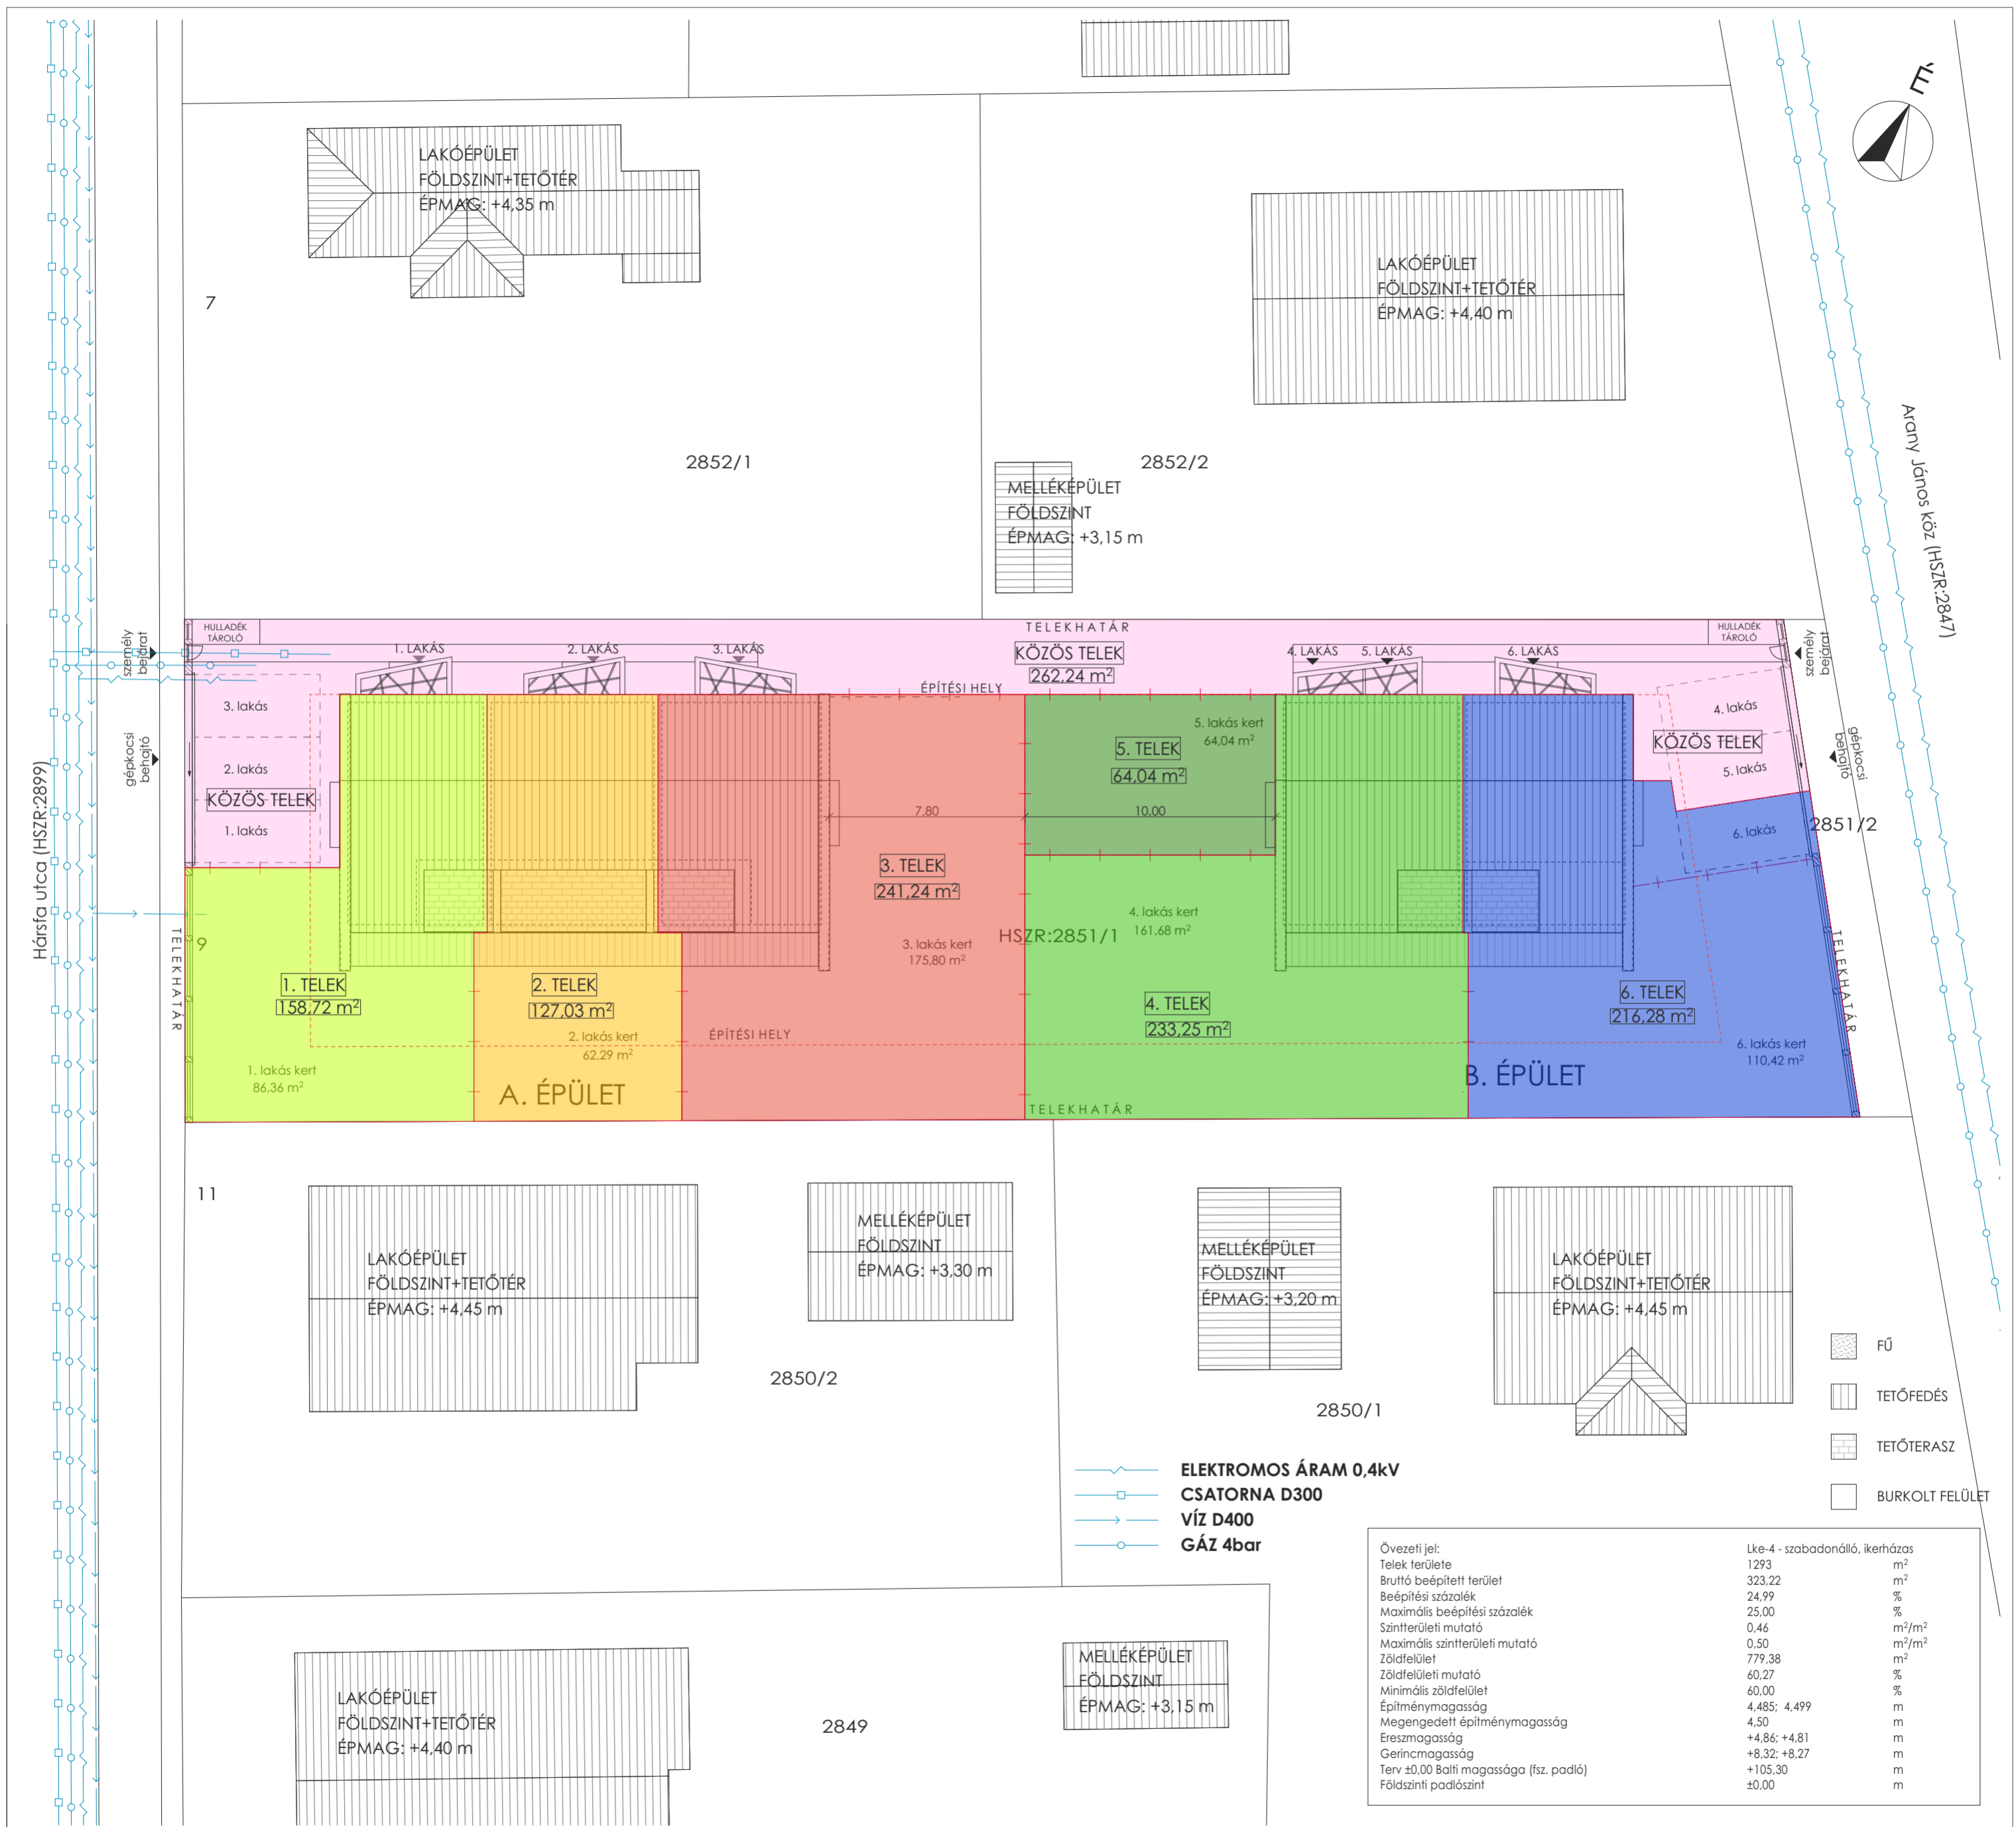 É
LAKÓÉPÜLET
FÖLDSZINT+TETŐTÉR
ÉPMAG: +4,35 m
7
LAKÓÉPÜLET
FÖLDSZINT+TETŐTÉR
ÉPMAG: +4,40 m
2852/1
2852/2
MELLÉKÉPÜLET
FÖLDSZINT
ÉPMAG: +3,15 m
Arany János köz (HSZR:2847)
Hársfa utca (HSZR:2899)
személy
bejárat
gépkocsi
behajtó
HULLADÉK
TÁROLÓ
TELEKHATÁR
KÖZÖS TELEK
262,24 m²
HULLADÉK
TÁROLÓ
személy
bejárat
gépkocsi
behajtó
1. LAKÁS
2. LAKÁS
3. LAKÁS
4. LAKÁS
5. LAKÁS
6. LAKÁS
ÉPÍTÉSI HELY
3. lakás
2. lakás
KÖZÖS TELEK
1. lakás
5. lakás kert
64,04 m²
5. TELEK
64,04 m²
4. lakás
KÖZÖS TELEK
5. lakás
6. lakás
2851/2
7,80
10,00
3. TELEK
241,24 m²
3. lakás kert
175,80 m²
4. lakás kert
161,68 m²
HSZR:2851/1
9
TELEKHATÁR
TELEKHATÁR
1. TELEK
158,72 m²
2. TELEK
127,03 m²
4. TELEK
233,25 m²
6. TELEK
216,28 m²
2. lakás kert
62,29 m²
ÉPÍTÉSI HELY
1. lakás kert
86,36 m²
6. lakás kert
110,42 m²
A. ÉPÜLET
B. ÉPÜLET
TELEKHATÁR
11
LAKÓÉPÜLET
FÖLDSZINT+TETŐTÉR
ÉPMAG: +4,45 m
MELLÉKÉPÜLET
FÖLDSZINT
ÉPMAG: +3,30 m
MELLÉKÉPÜLET
FÖLDSZINT
ÉPMAG: +3,20 m
LAKÓÉPÜLET
FÖLDSZINT+TETŐTÉR
ÉPMAG: +4,45 m
2850/2
2850/1
FŰ
TETŐFEDÉS
TETŐTERASZ
BURKOLT FELÜLET
ELEKTROMOS ÁRAM 0,4kV
CSATORNA D300
VÍZ D400
GÁZ 4bar
Övezeti jel: Lke-4 - szabadonálló, ikerházas
Telek területe 1293 m²
Bruttó beépített terület 323,22 m²
Beépítési százalék 24,99 %
Maximális beépítési százalék 25,00 %
Szintterületi mutató 0,46 m²/m²
Maximális szintterületi mutató 0,50 m²/m²
Zöldfelület 779,38 m²
Zöldfelületi mutató 60,27 %
Minimális zöldfelület 60,00 %
Építménymagasság 4,485; 4,499 m
Megengedett építménymagasság 4,50 m
Ereszmagasság +4,86; +4,81 m
Gerincmagasság +8,32; +8,27 m
Terv ±0,00 Balti magassága (fsz. padló) +105,30 m
Földszinti padlószint ±0,00 m
LAKÓÉPÜLET
FÖLDSZINT+TETŐTÉR
ÉPMAG: +4,40 m
2849
MELLÉKÉPÜLET
FÖLDSZINT
ÉPMAG: +3,15 m